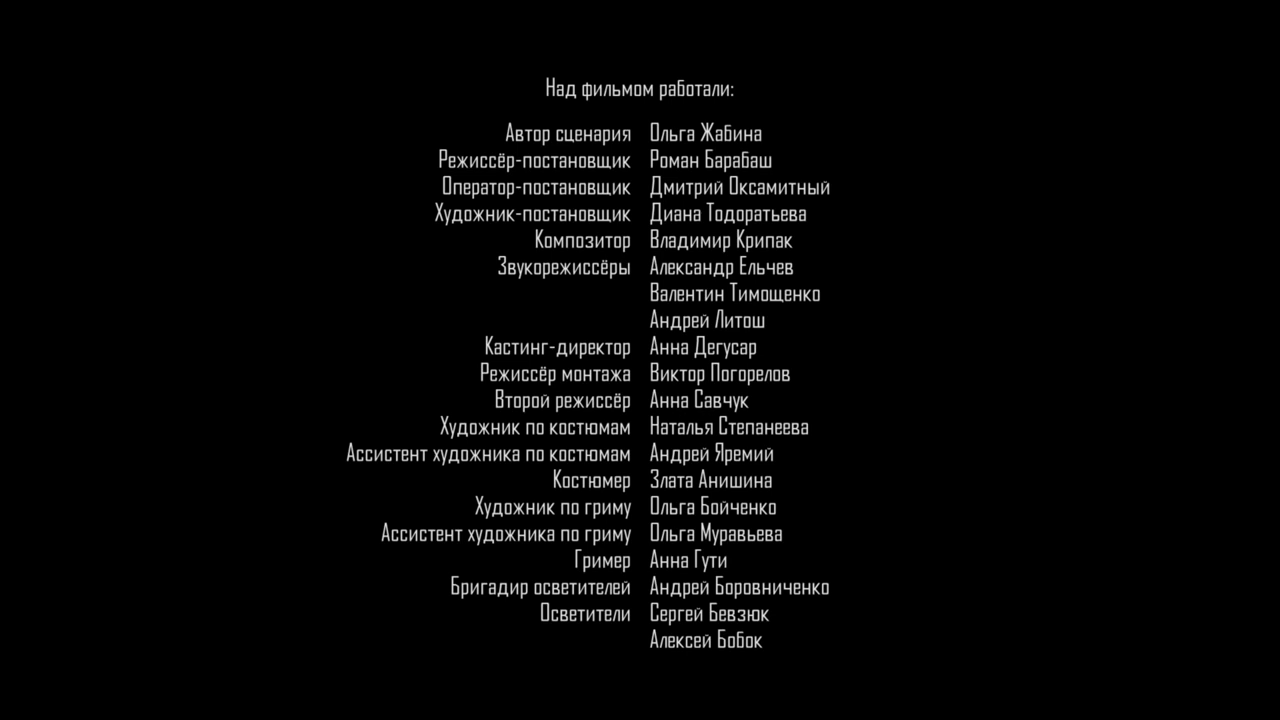 Над фильмом работали:
Автор сценария Ольга Жабина
Режиссёр-постановщик Роман Барабаш
Оператор-постановщик Дмитрий Оксамитный
Художник-постановщик Диана Тодоратьева
Композитор Владимир Крипак
Звукорежиссёры Александр Ельчев
Валентин Тимощенко
Андрей Литош
Кастинг-директор Анна Дегусар
Режиссёр монтажа Виктор Погорелов
Второй режиссёр Анна Савчук
Художник по костюмам Наталья Степанеева
Ассистент художника по костюмам Андрей Яремий
Костюмер Злата Анишина
Художник по гриму Ольга Бойченко
Ассистент художника по гриму Ольга Муравьева
Гример Анна Гути
Бригадир осветителей Андрей Боровниченко
Осветители Сергей Бевзюк
Алексей Бобок